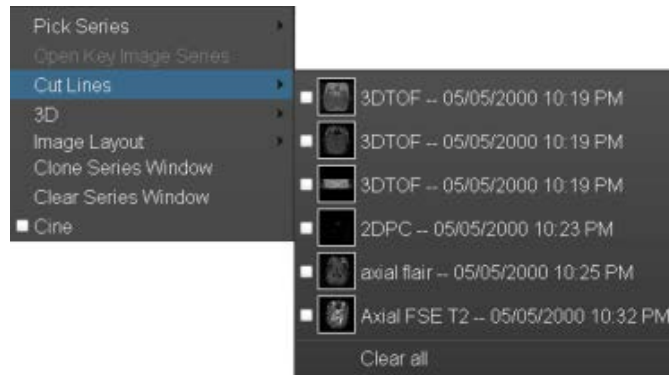 Pick Series
Open Key Image Series
Cut Lines
3D
Image Layout
Clone Series Window
Clear Series Window
Cine
3DTOF -- 05/05/2000 10:19 PM
3DTOF -- 05/05/2000 10:19 PM
3DTOF -- 05/05/2000 10:19 PM
2DPC -- 05/05/2000 10:23 PM
axial flair -- 05/05/2000 10:25 PM
Axial FSE T2 -- 05/05/2000 10:32 PM
Clear all